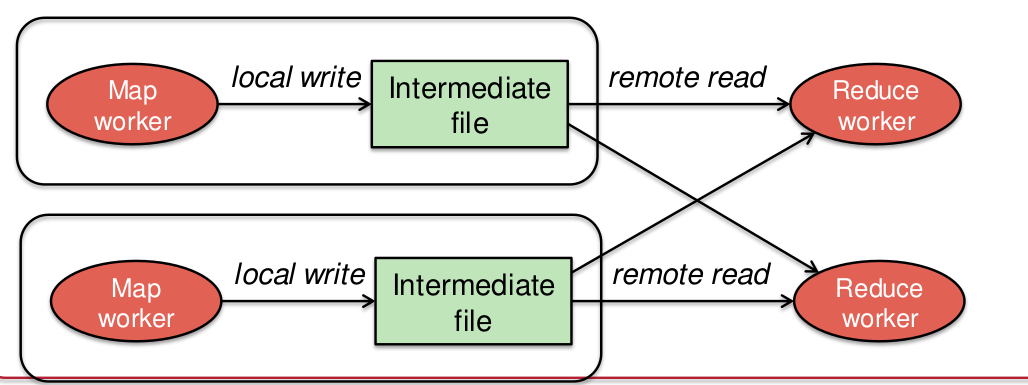 Map
worker
local write
Intermediate
file
remote read
Reduce
worker
Map
worker
local write
Intermediate
file
remote read
Reduce
worker